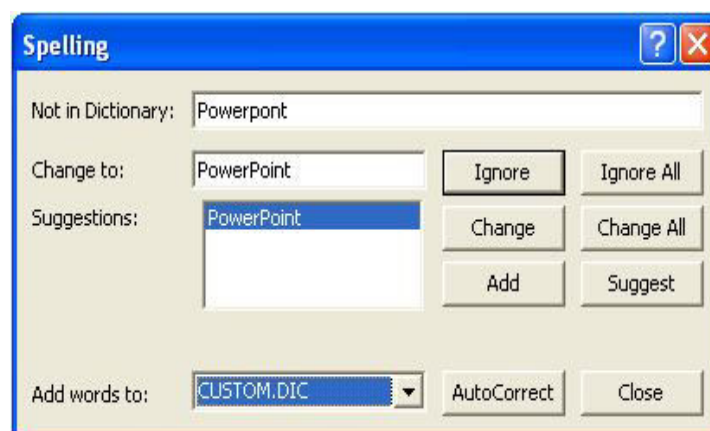 Spelling
Not in Dictionary: Powerpont
Change to: PowerPoint Ignore Ignore All
Suggestions: PowerPoint Change Change All
Add Suggest
Add words to: CUSTOM.DIC AutoCorrect Close